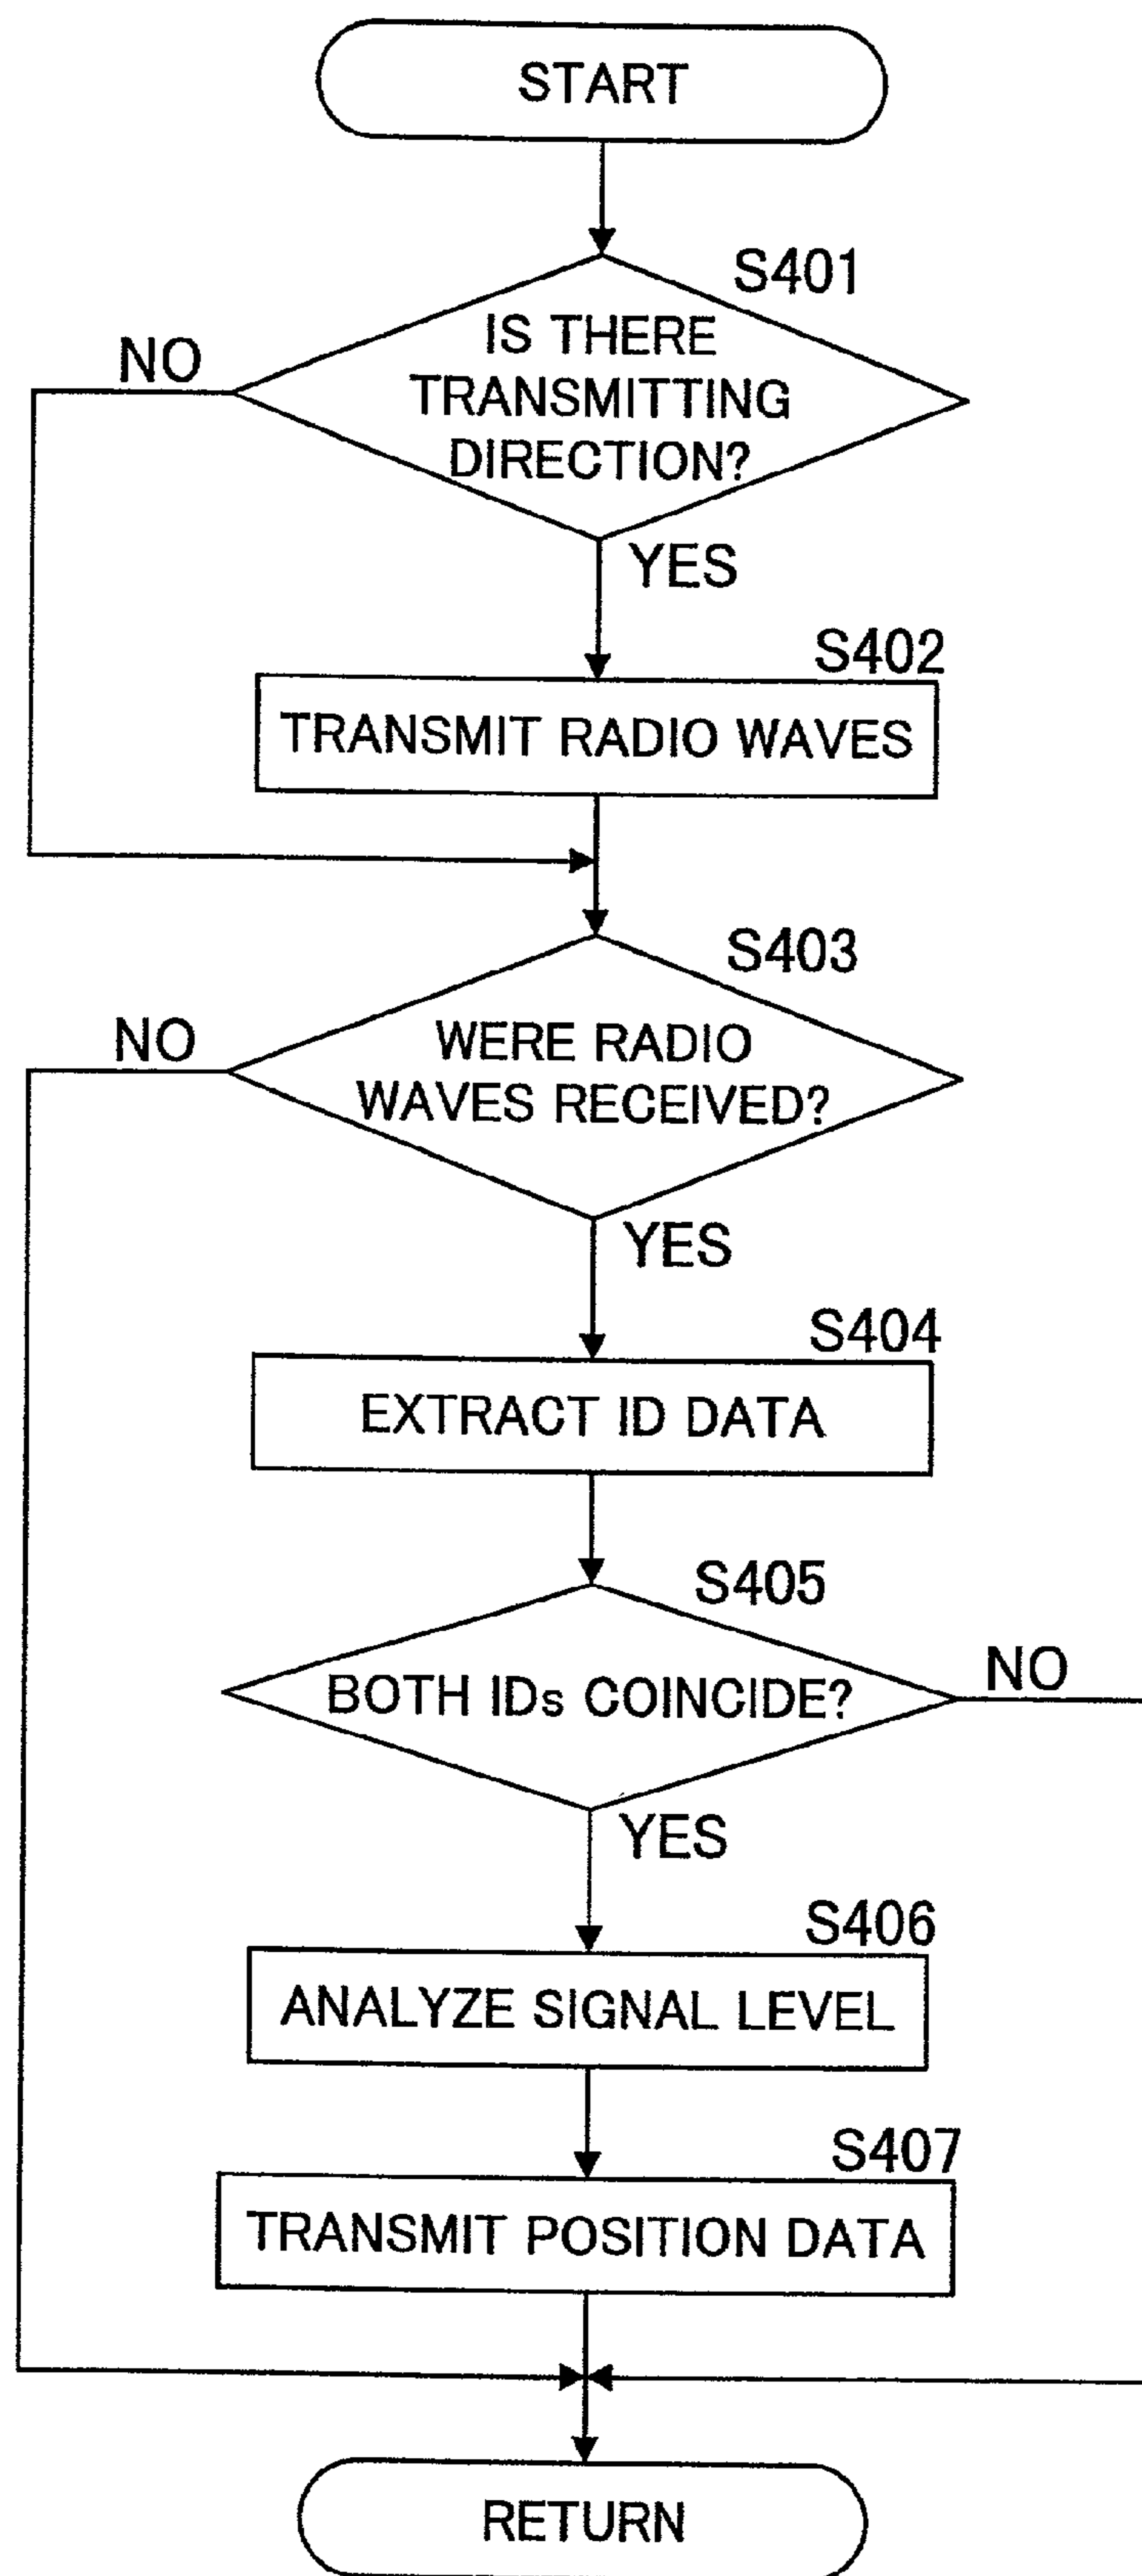 START
S401
IS THERE
TRANSMITTING
DIRECTION?
NO
YES
S402
TRANSMIT RADIO WAVES
S403
WERE RADIO
WAVES RECEIVED?
NO
YES
S404
EXTRACT ID DATA
S405
BOTH IDs COINCIDE?
NO
YES
S406
ANALYZE SIGNAL LEVEL
S407
TRANSMIT POSITION DATA
RETURN